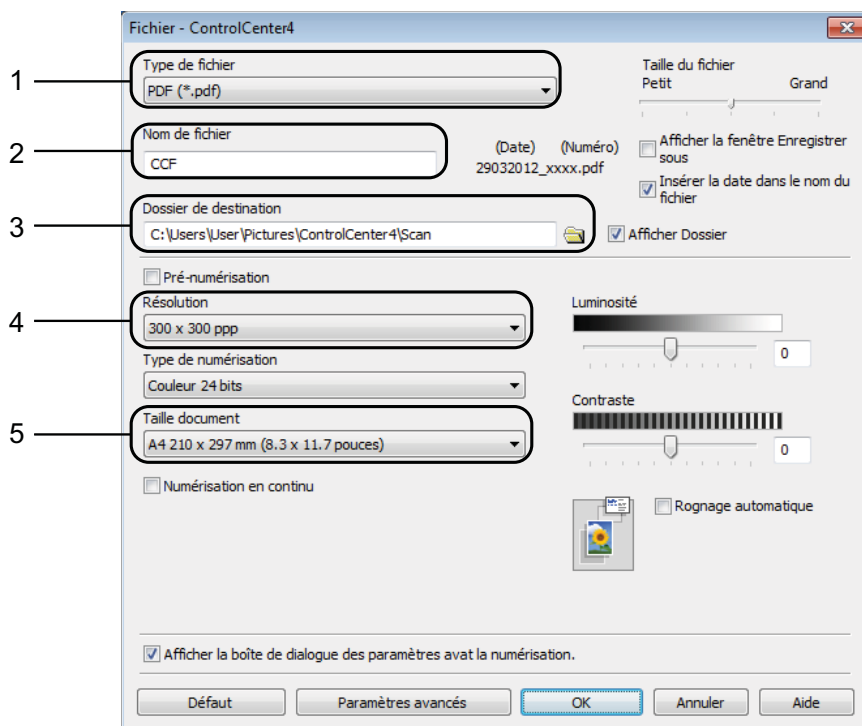 Fichier - ControlCenter4
1
Type de fichier
PDF (*.pdf)
Taille du fichier
Petit Grand
2
Nom de fichier
CCF
(Date) (Numéro)
29032012_xxxx.pdf
Afficher la fenêtre Enregistrer
sous
Insérer la date dans le nom du
fichier
3
Dossier de destination
C:\Users\User\Pictures\ControlCenter4\Scan
Afficher Dossier
Pré-numérisation
4
Résolution
300 x 300 ppp
Luminosité
0
Type de numérisation
Couleur 24 bits
Contraste
0
5
Taille document
A4 210 x 297 mm (8.3 x 11.7 pouces)
Numérisation en continu
Rognage automatique
Afficher la boîte de dialogue des paramètres avat la numérisation.
Défaut Paramètres avancés OK Annuler Aide